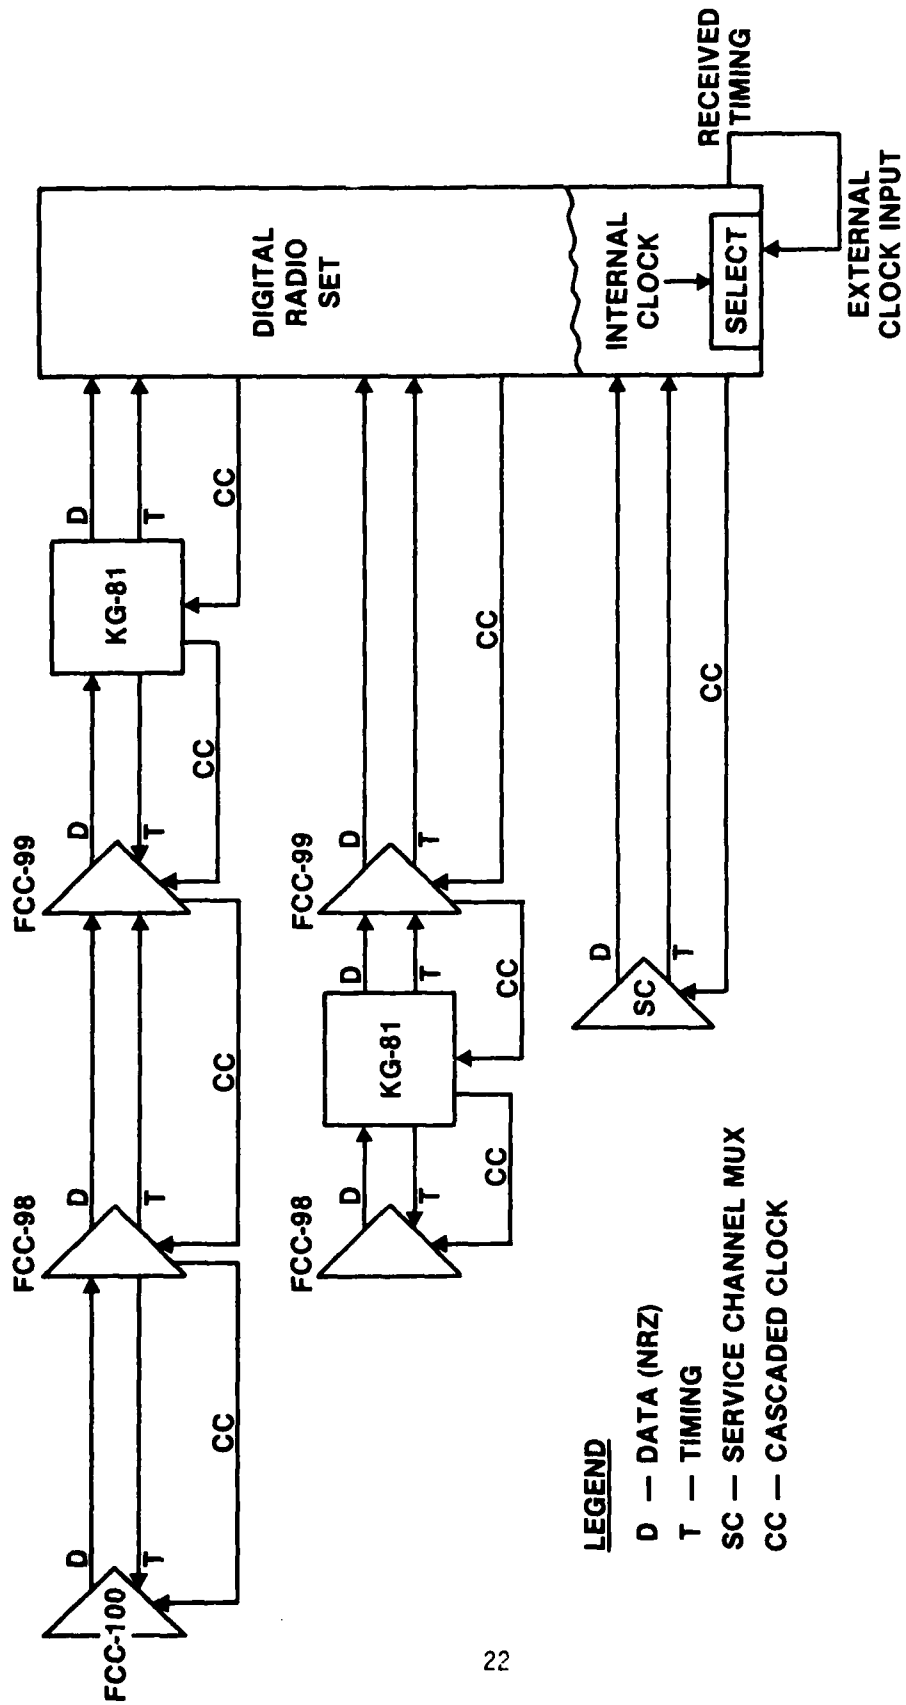 FCC-100
D
T
CC
FCC-98
D
T
CC
FCC-99
D
T
CC
KG-81
D
T
CC
DIGITAL
RADIO
SET
FCC-98
D
T
CC
KG-81
D
T
CC
FCC-99
D
T
CC
SC
D
T
CC
INTERNAL
CLOCK
SELECT
RECEIVED
TIMING
EXTERNAL
CLOCK INPUT
LEGEND
D — DATA (NRZ)
T — TIMING
SC — SERVICE CHANNEL MUX
CC — CASCADED CLOCK
22